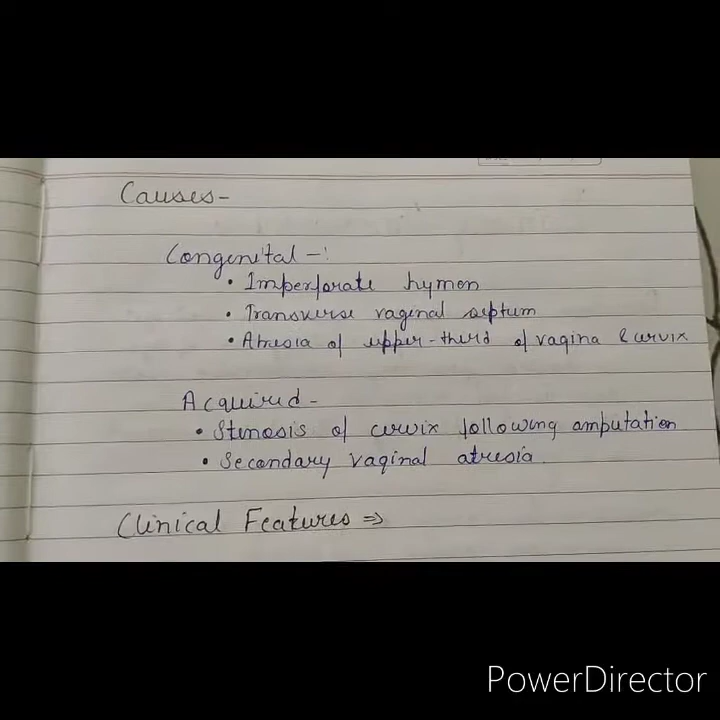 Causes-
Congenital -:
• Imperforate hymen
• Transverse vaginal septum
• Atresia of upper-third of vagina & cervix
Acquired -
• Stenosis of cervix following amputation
• Secondary vaginal atresia
Clinical Features ⇒
PowerDirector